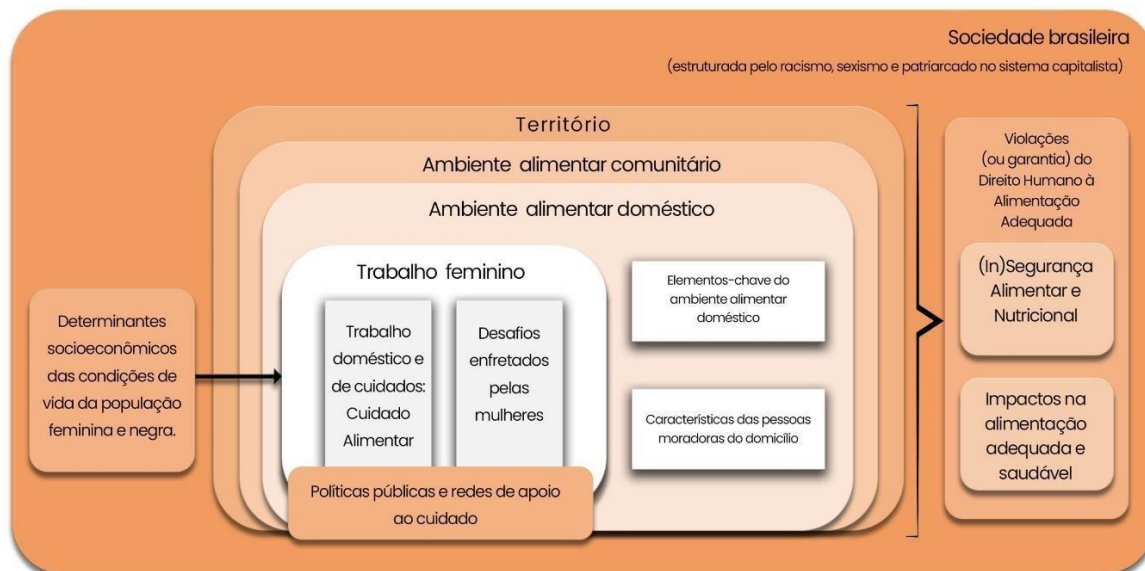 Sociedade brasileira
(estruturada pelo racismo, sexismo e patriarcado no sistema capitalista)
Território
Ambiente alimentar comunitário
Ambiente alimentar doméstico
Trabalho feminino
Determinantes
socioeconômicos
das condições de
vida da população
feminina e negra.
Trabalho
doméstico e
de cuidados:
Cuidado
Alimentar
Desafios
enfretados
pelas
mulheres
Políticas públicas e redes de apoio
ao cuidado
Elementos-chave do
ambiente alimentar
doméstico
Características das pessoas
moradoras do domicílio
Violações
(ou garantia) do
Direito Humano à
Alimentação
Adequada
(In)Segurança
Alimentar e
Nutricional
Impactos na
alimentação
adequada e
saudável